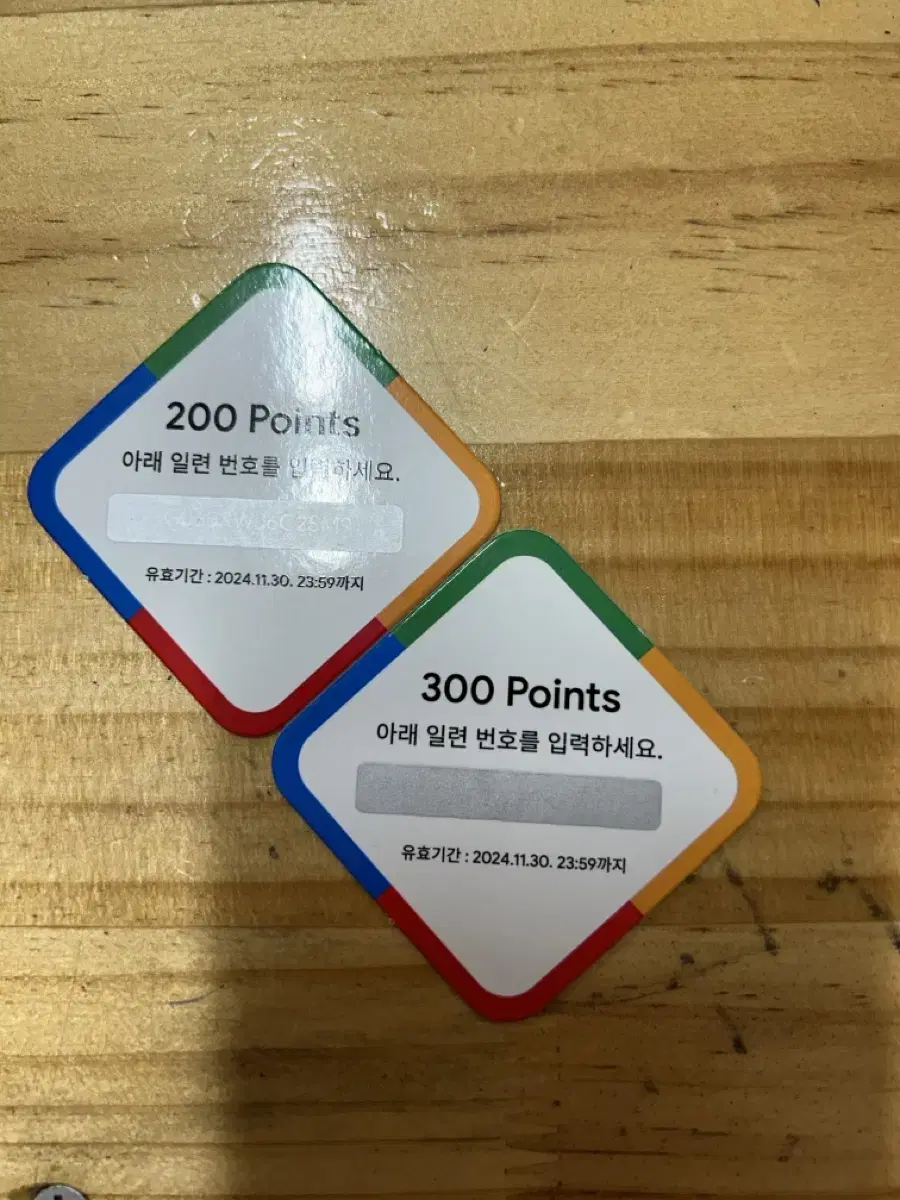 200 Points
아래 일련 번호를 입력하세요.
유효기간 : 2024.11.30. 23:59까지
300 Points
아래 일련 번호를 입력하세요.
유효기간 : 2024.11.30. 23:59까지